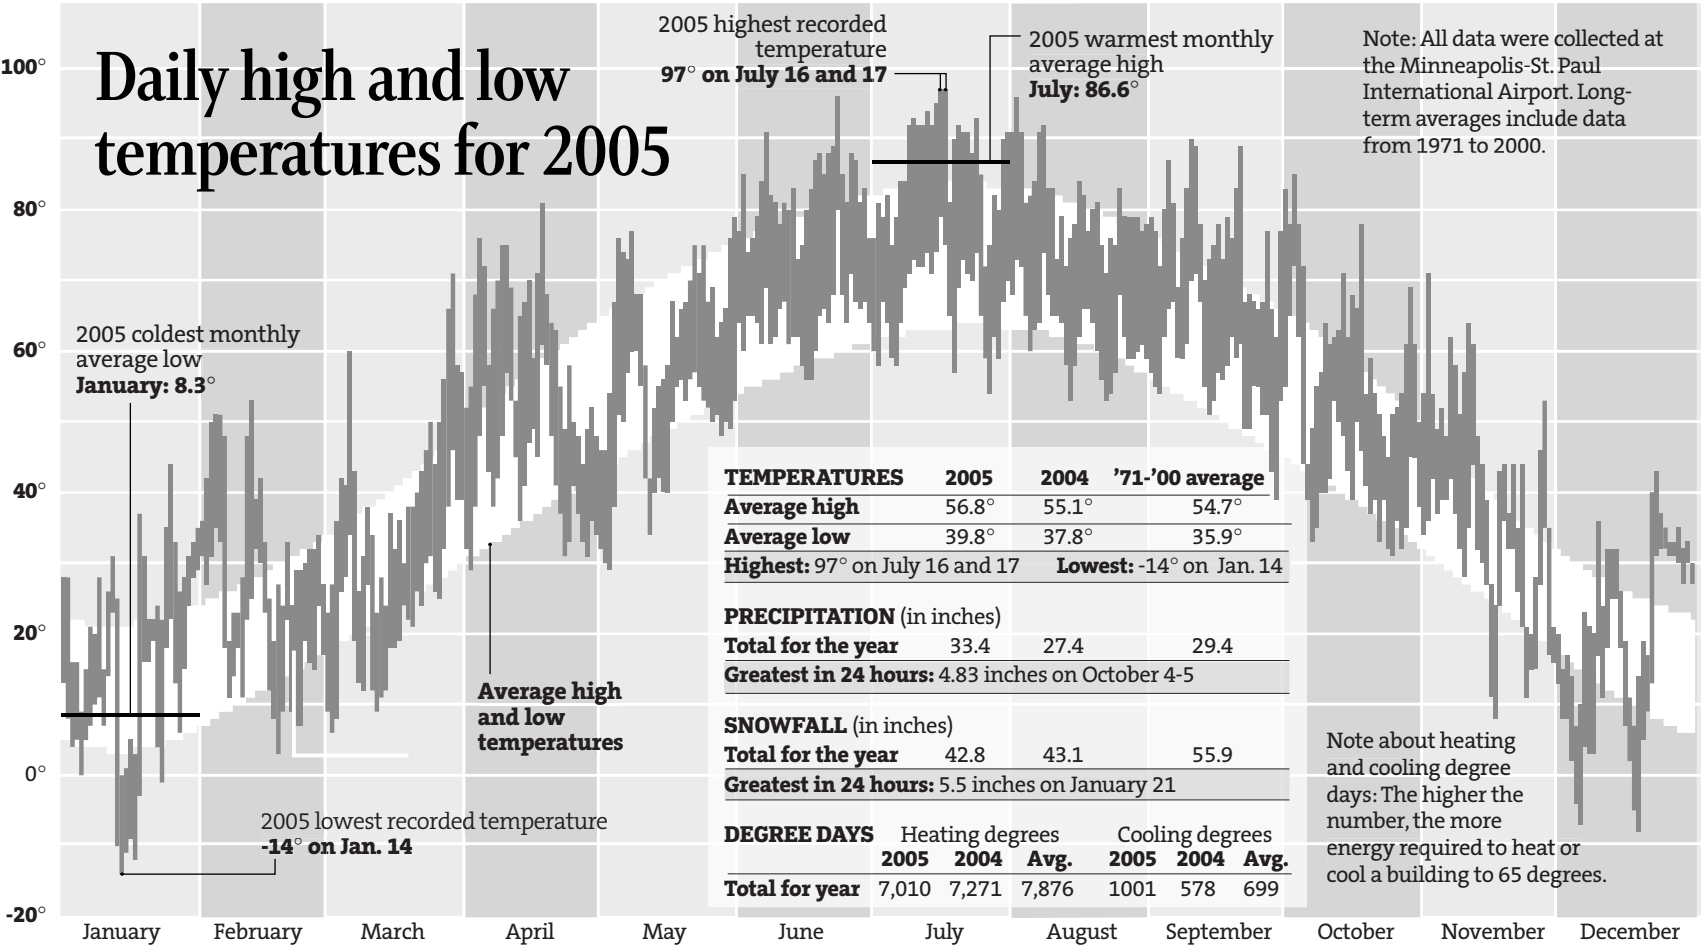 Daily high and low
temperatures for 2005
2005 highest recorded
temperature
97° on July 16 and 17
2005 warmest monthly
average high
July: 86.6°
Note: All data were collected at
the Minneapolis-St. Paul
International Airport. Long-
term averages include data
from 1971 to 2000.
100°
80°
60°
40°
20°
0°
-20°
2005 coldest monthly
average low
January: 8.3°
Average high
and low
temperatures
2005 lowest recorded temperature
-14° on Jan. 14
TEMPERATURES 2005 2004 ’71-’00 average
Average high 56.8° 55.1° 54.7°
Average low 39.8° 37.8° 35.9°
Highest: 97° on July 16 and 17 Lowest: -14° on Jan. 14
PRECIPITATION (in inches)
Total for the year 33.4 27.4 29.4
Greatest in 24 hours: 4.83 inches on October 4-5
SNOWFALL (in inches)
Total for the year 42.8 43.1 55.9
Greatest in 24 hours: 5.5 inches on January 21
DEGREE DAYS Heating degrees Cooling degrees
2005 2004 Avg. 2005 2004 Avg.
Total for year 7,010 7,271 7,876 1001 578 699
Note about heating
and cooling degree
days: The higher the
number, the more
energy required to heat or
cool a building to 65 degrees.
January February March April May June July August September October November December